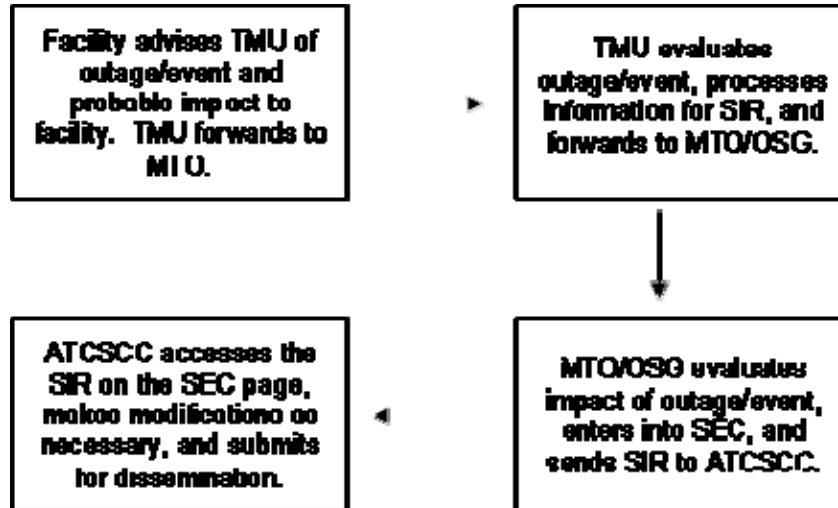 Facility advises TMU of
outage/event and
probable impact to
facility. TMU forwards to
MTO.
TMU evaluates
outage/event, processes
information for SIR, and
forwards to MTO/OSG.
MTO/OSG evaluates
impact of outage/event,
enters into SEC, and
sends SIR to ATCSCC.
ATCSCC accesses the
SIR on the SEC page,
makes modifications as
necessary, and submits
for dissemination.